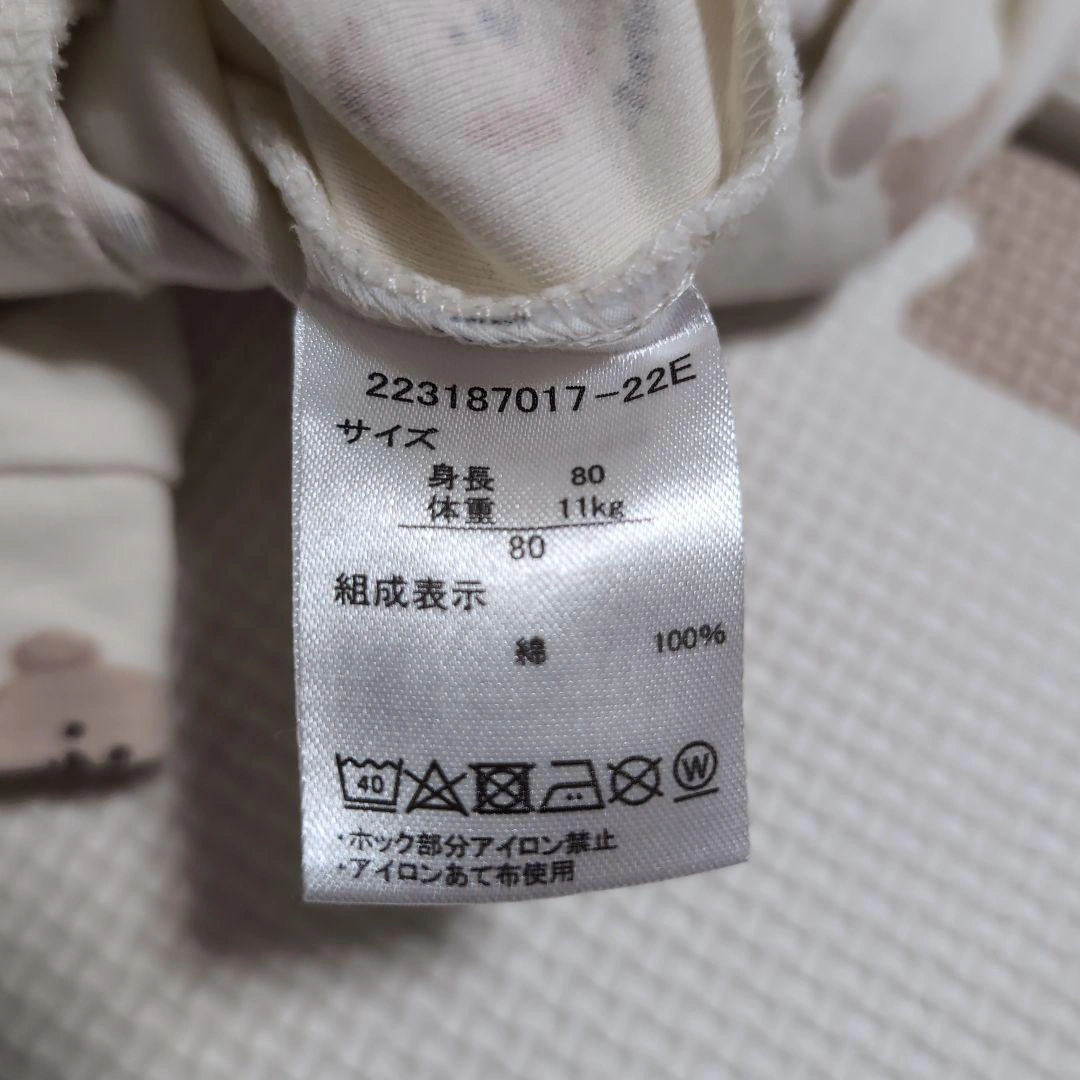 223187017-22E
サイズ
身長 80
体重 11kg
80
組成表示
綿 100%
40 W
・ホック部分アイロン禁止
・アイロンあて布使用